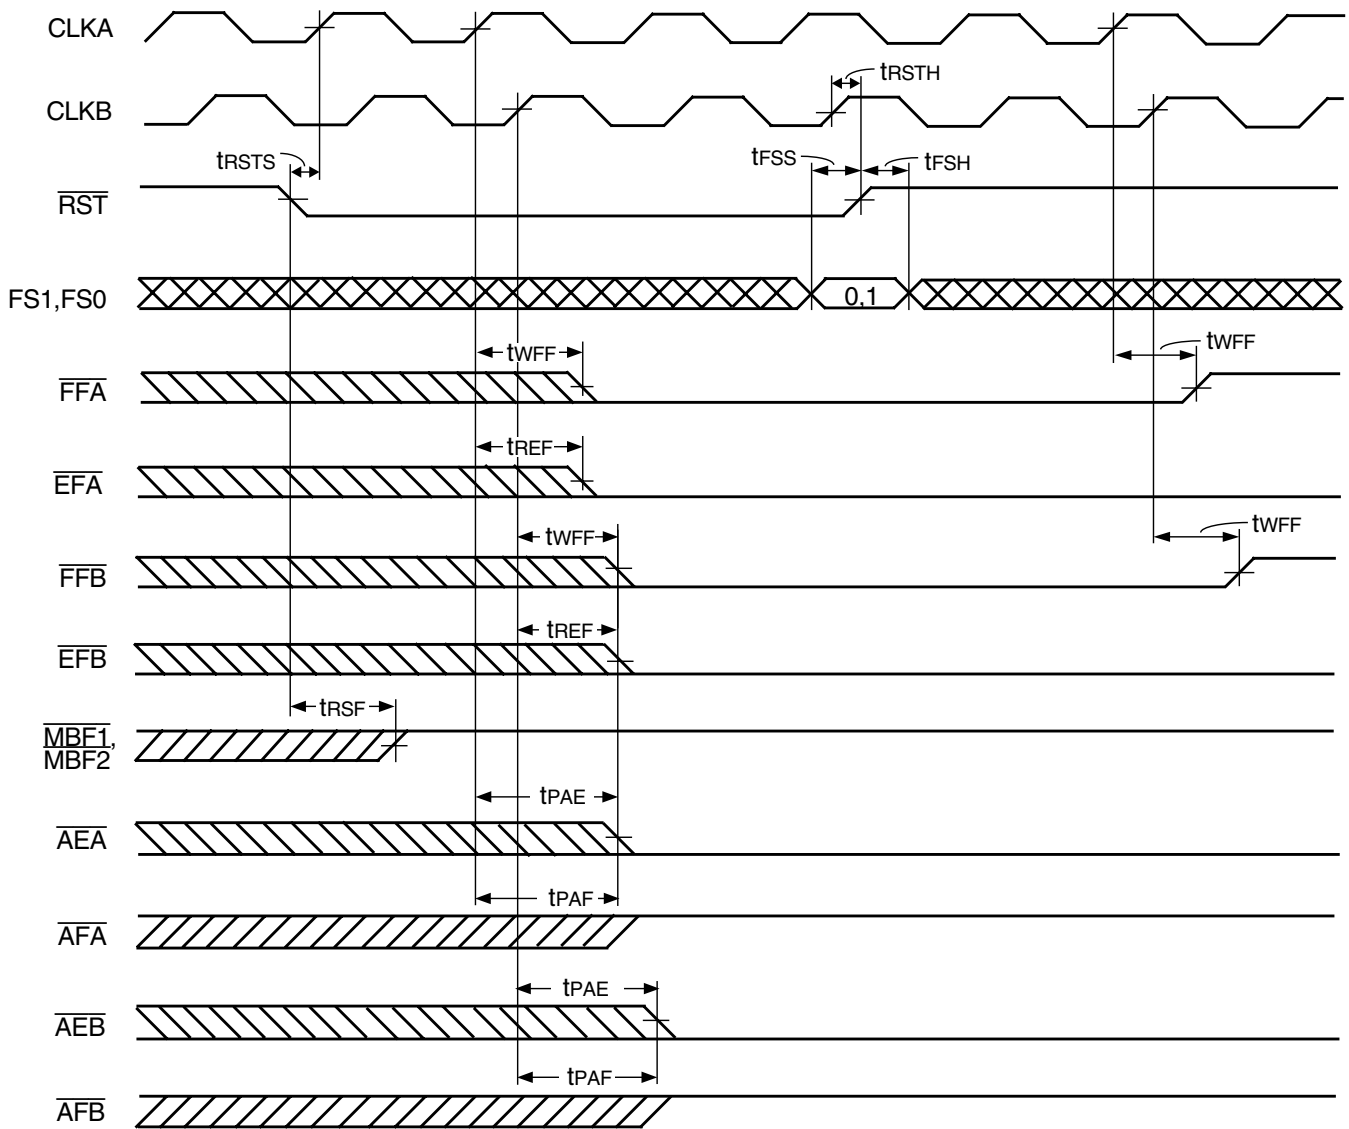 CLKA
tRSTH
CLKB
tRSTS
tFSS
tFSH
RST
FS1,FS0
0,1
tWFF
tWFF
FFA
tREF
EFA
tWFF
tWFF
FFB
tREF
EFB
tRSF
MBF1,
MBF2
tPAE
AEA
tPAF
AFA
tPAE
AEB
tPAF
AFB